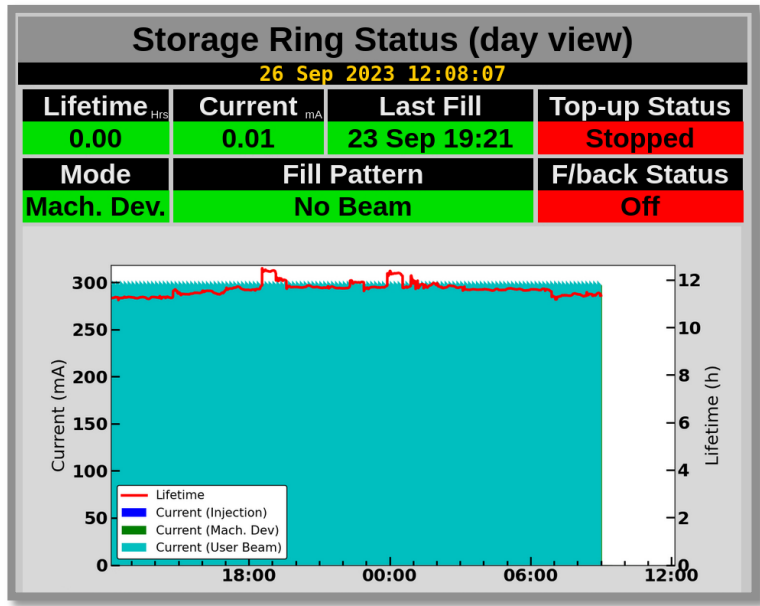 Storage Ring Status (day view)
26 Sep 2023 12:08:07
Lifetime Hrs Current mA Last Fill Top-up Status
0.00 0.01 23 Sep 19:21 Stopped
Mode Fill Pattern F/back Status
Mach. Dev. No Beam Off
300 12
250 10
200 8
150 6
100 4
50 2
0 0
Current (mA)
Lifetime (h)
Lifetime
Current (Injection)
Current (Mach. Dev)
Current (User Beam)
18:00 00:00 06:00 12:00